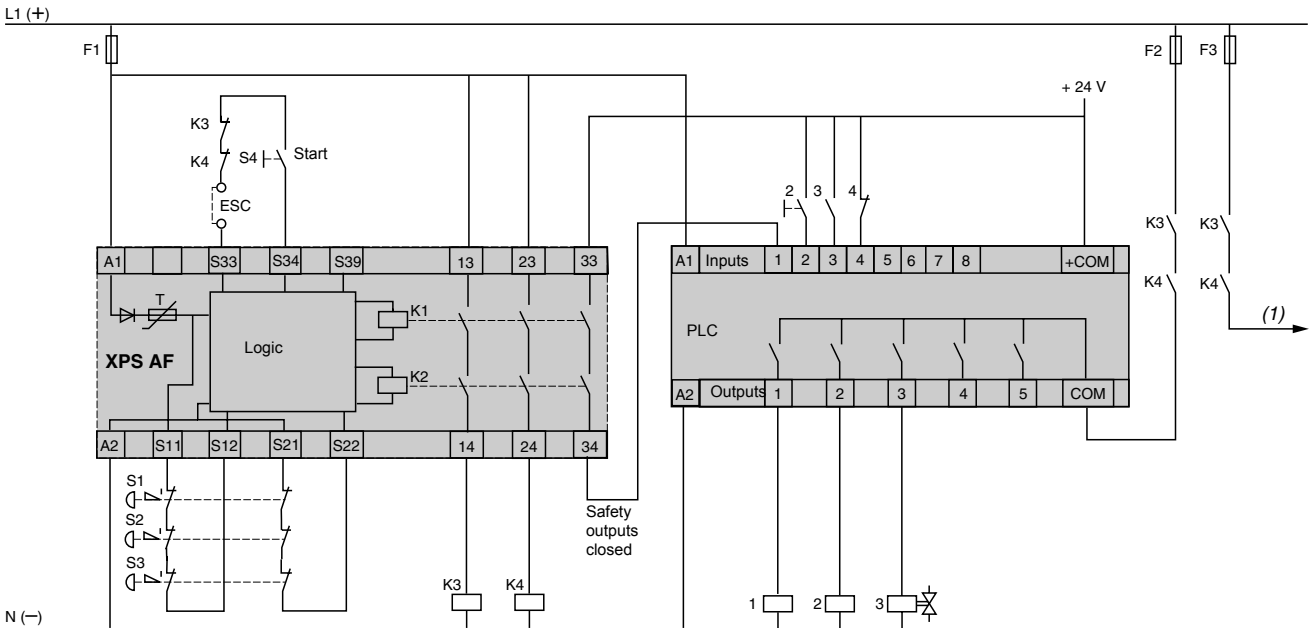 L1 (+)
F1
F2
F3
+ 24 V
K3
K4
S4
Start
ESC
2
3
4
K3
K3
K4
K4
(1)
A1
S33
S34
S39
13
23
33
A1
Inputs
1
2
3
4
5
6
7
8
+COM
T
K1
Logic
XPS AF
K2
PLC
A2
S11
S12
S21
S22
14
24
34
A2
Outputs
1
2
3
4
5
COM
S1
S2
S3
Safety
outputs
closed
K3
K4
1
2
3
N (—)